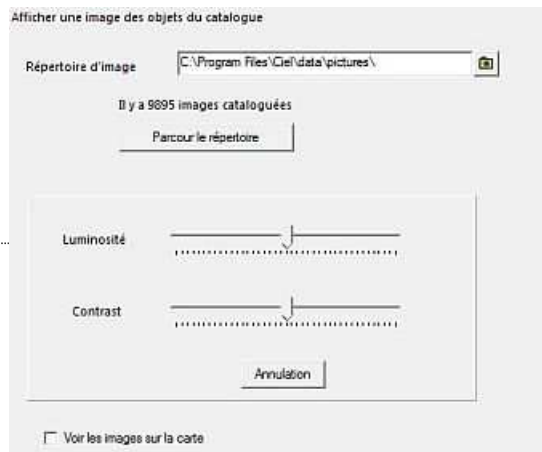 Afficher une image des objets du catalogue
Répertoire d'image
C:\Program Files\Ciel\data\pictures\
Il y a 9895 images cataloguées
Parcour le répertoire
...
Luminosité
Contrast
Annulation
Voir les images sur la carte